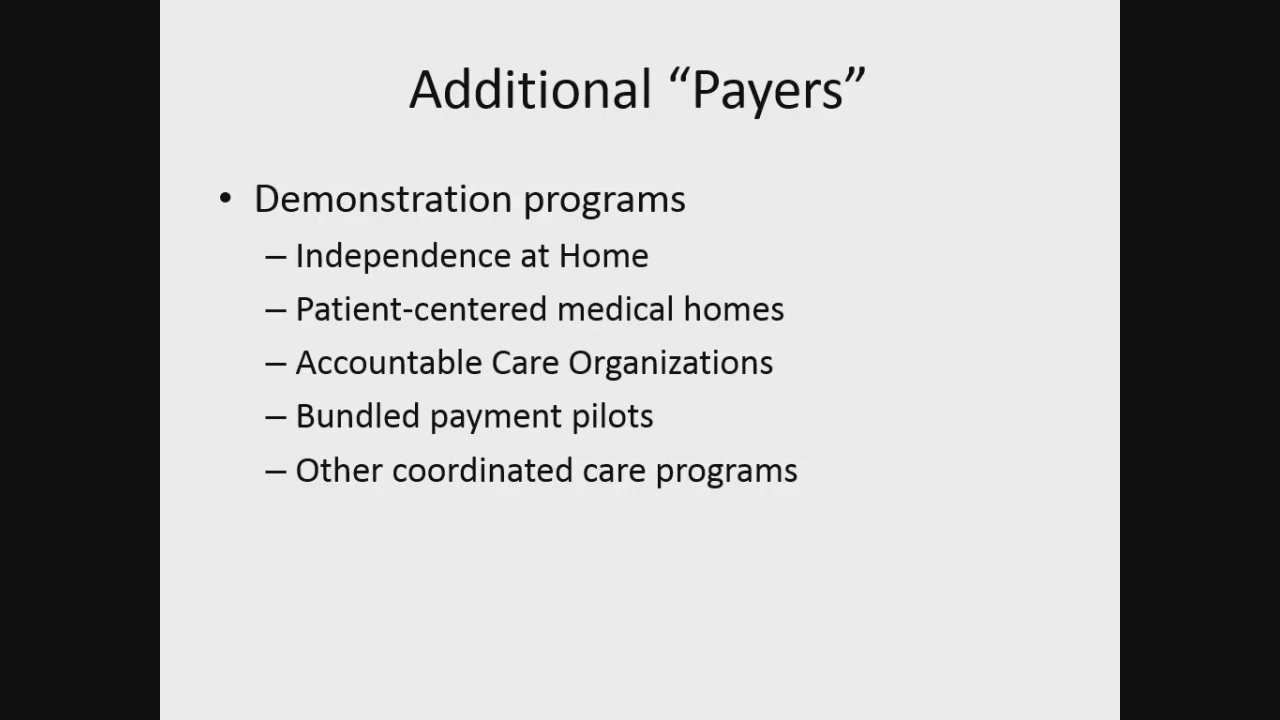 Additional “Payers”
• Demonstration programs
– Independence at Home
– Patient-centered medical homes
– Accountable Care Organizations
– Bundled payment pilots
– Other coordinated care programs